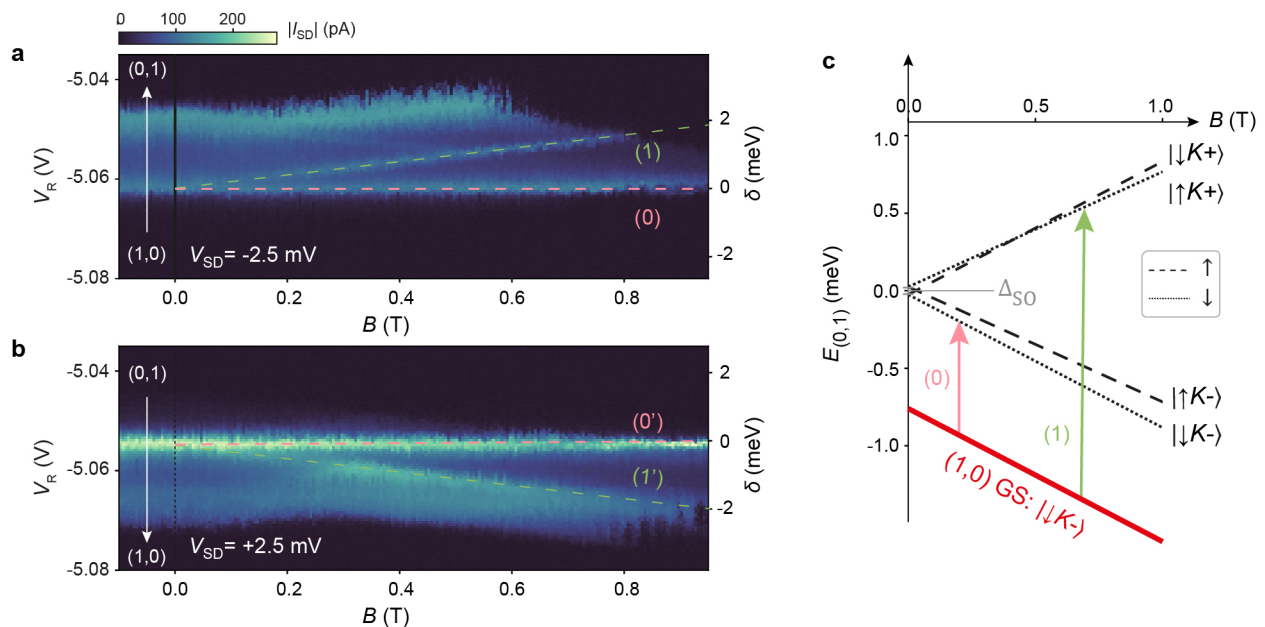 0 100 200 |I_SD| (pA)
a
(0,1)
(1,0)
V_SD= -2.5 mV
(1)
(0)
-5.04
-5.06
-5.08
V_R (V)
2
0
-2
δ (meV)
0.0 0.2 0.4 0.6 0.8
B (T)
b
(0,1)
(1,0)
V_SD = +2.5 mV
(0')
(1')
-5.04
-5.06
-5.08
V_R (V)
2
0
-2
δ (meV)
0.0 0.2 0.4 0.6 0.8
B (T)
c
0.0 0.5 1.0
B (T)
1.0
0.5
0.0
-0.5
-1.0
E_(0,1) (meV)
|↓K+⟩
|↑K+⟩
Δ_SO
↑
↓
(0)
(1)
|↑K-⟩
|↓K-⟩
(1,0) GS: |↓K-⟩